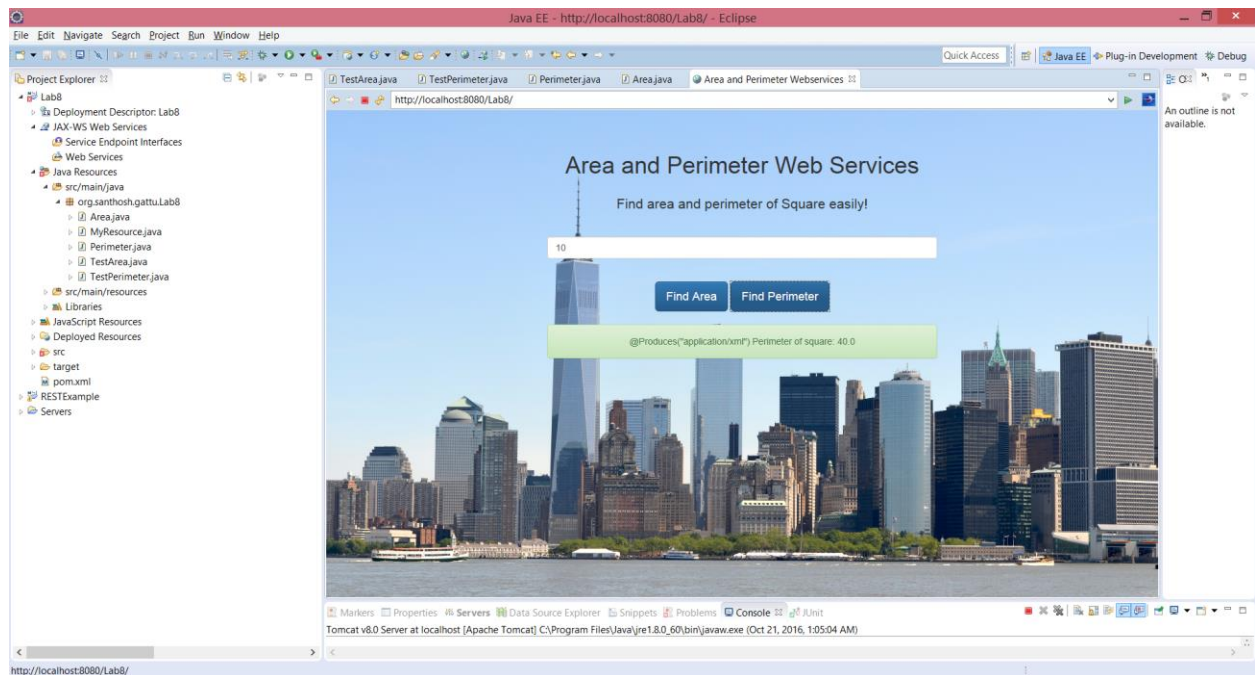 Java EE - http://localhost:8080/Lab8/ - Eclipse
File Edit Navigate Search Project Run Window Help
Quick Access
Java EE
Plug-in Development
Debug
Project Explorer
Lab8
Deployment Descriptor: Lab8
JAX-WS Web Services
Service Endpoint Interfaces
Web Services
Java Resources
src/main/java
org.santhosh.gattu.Lab8
Area.java
MyResource.java
Perimeter.java
TestArea.java
TestPerimeter.java
src/main/resources
Libraries
JavaScript Resources
Deployed Resources
src
target
pom.xml
RESTExample
Servers
TestArea.java
TestPerimeter.java
Perimeter.java
Area.java
Area and Perimeter Webservices
http://localhost:8080/Lab8/
Area and Perimeter Web Services
Find area and perimeter of Square easily!
10
Find Area
Find Perimeter
@Produces("application/xml") Perimeter of square: 40.0
An outline is not
available.
Markers Properties Servers Data Source Explorer Snippets Problems Console JUnit
Tomcat v8.0 Server at localhost [Apache Tomcat] C:\Program Files\Java\jre1.8.0_60\bin\javaw.exe (Oct 21, 2016, 1:05:04 AM)
http://localhost:8080/Lab8/